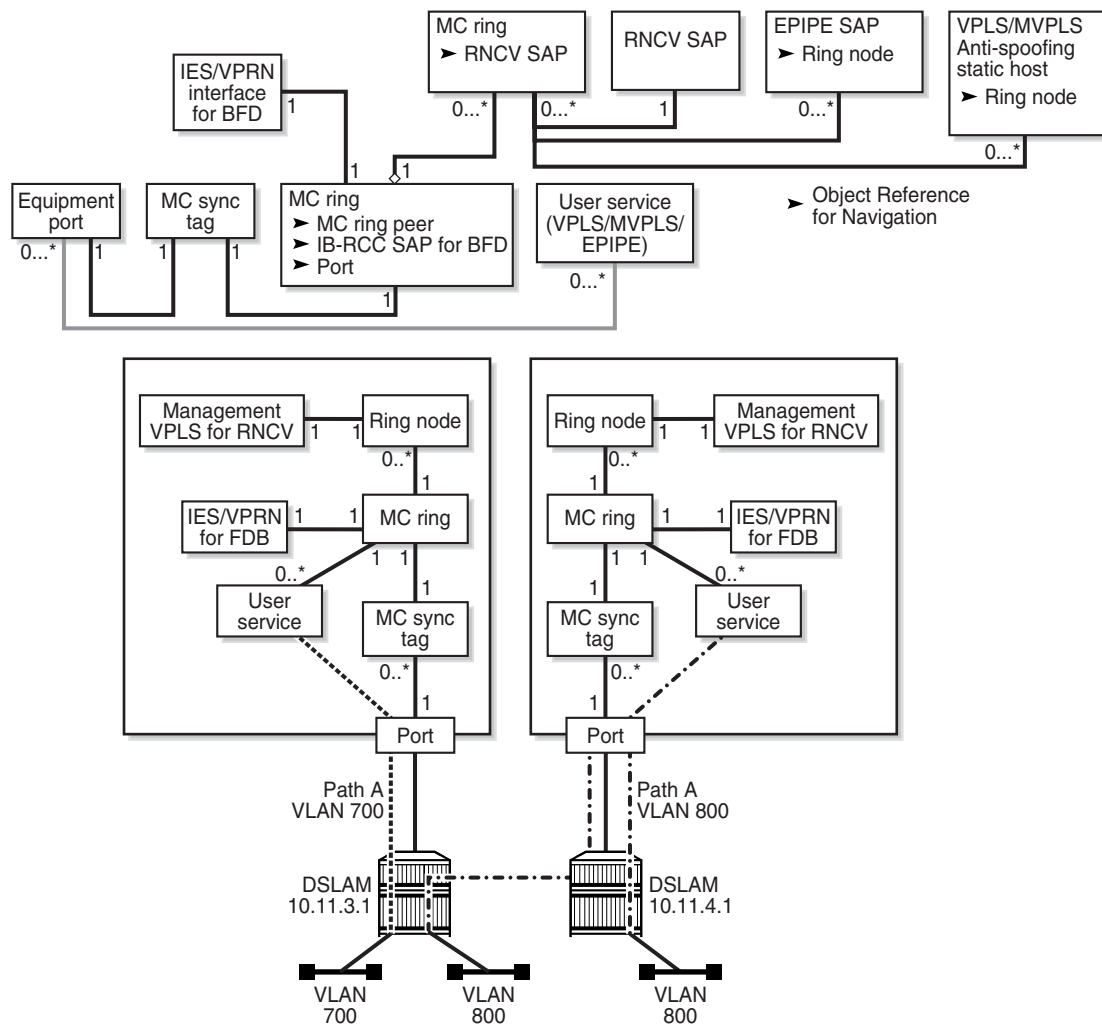 MC ring
➤ RNCV SAP
RNCV SAP
EPIPE SAP
➤ Ring node
VPLS/MVPLS
Anti-spoofing
static host
➤ Ring node
IES/VPRN
interface
for BFD
1
0...*
0...*
1
0...*
0...*
1
1
Equipment
port
MC sync
tag
MC ring
➤ MC ring peer
➤ IB-RCC SAP for BFD
➤ Port
User service
(VPLS/MVPLS/
EPIPE)
➤ Object Reference
for Navigation
0...*
1
1
1
1
0...*
Management
VPLS for RNCV
1
1
Ring node
0..*
1
IES/VPRN
for FDB
1
1
MC ring
0..*
1
1
User
service
1
MC sync
tag
0..*
1
Port
Ring node
1
1
Management
VPLS for RNCV
0..*
1
MC ring
1
1
IES/VPRN
for FDB
1
1
0..*
1
MC sync
tag
User
service
0..*
1
Port
Path A
VLAN 700
Path A
VLAN 800
DSLAM
10.11.3.1
DSLAM
10.11.4.1
VLAN
700
VLAN
800
VLAN
800